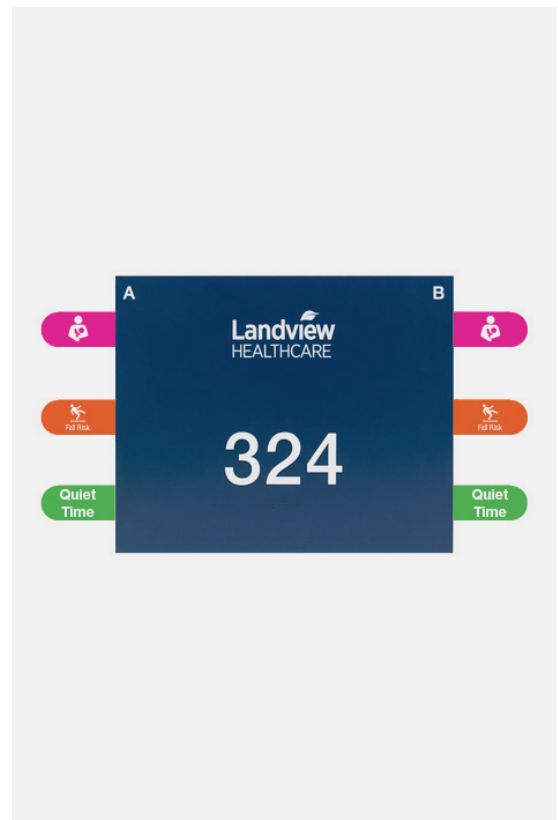 A
B
Landview
HEALTHCARE
Fall Risk
Fall Risk
324
Quiet
Time
Quiet
Time